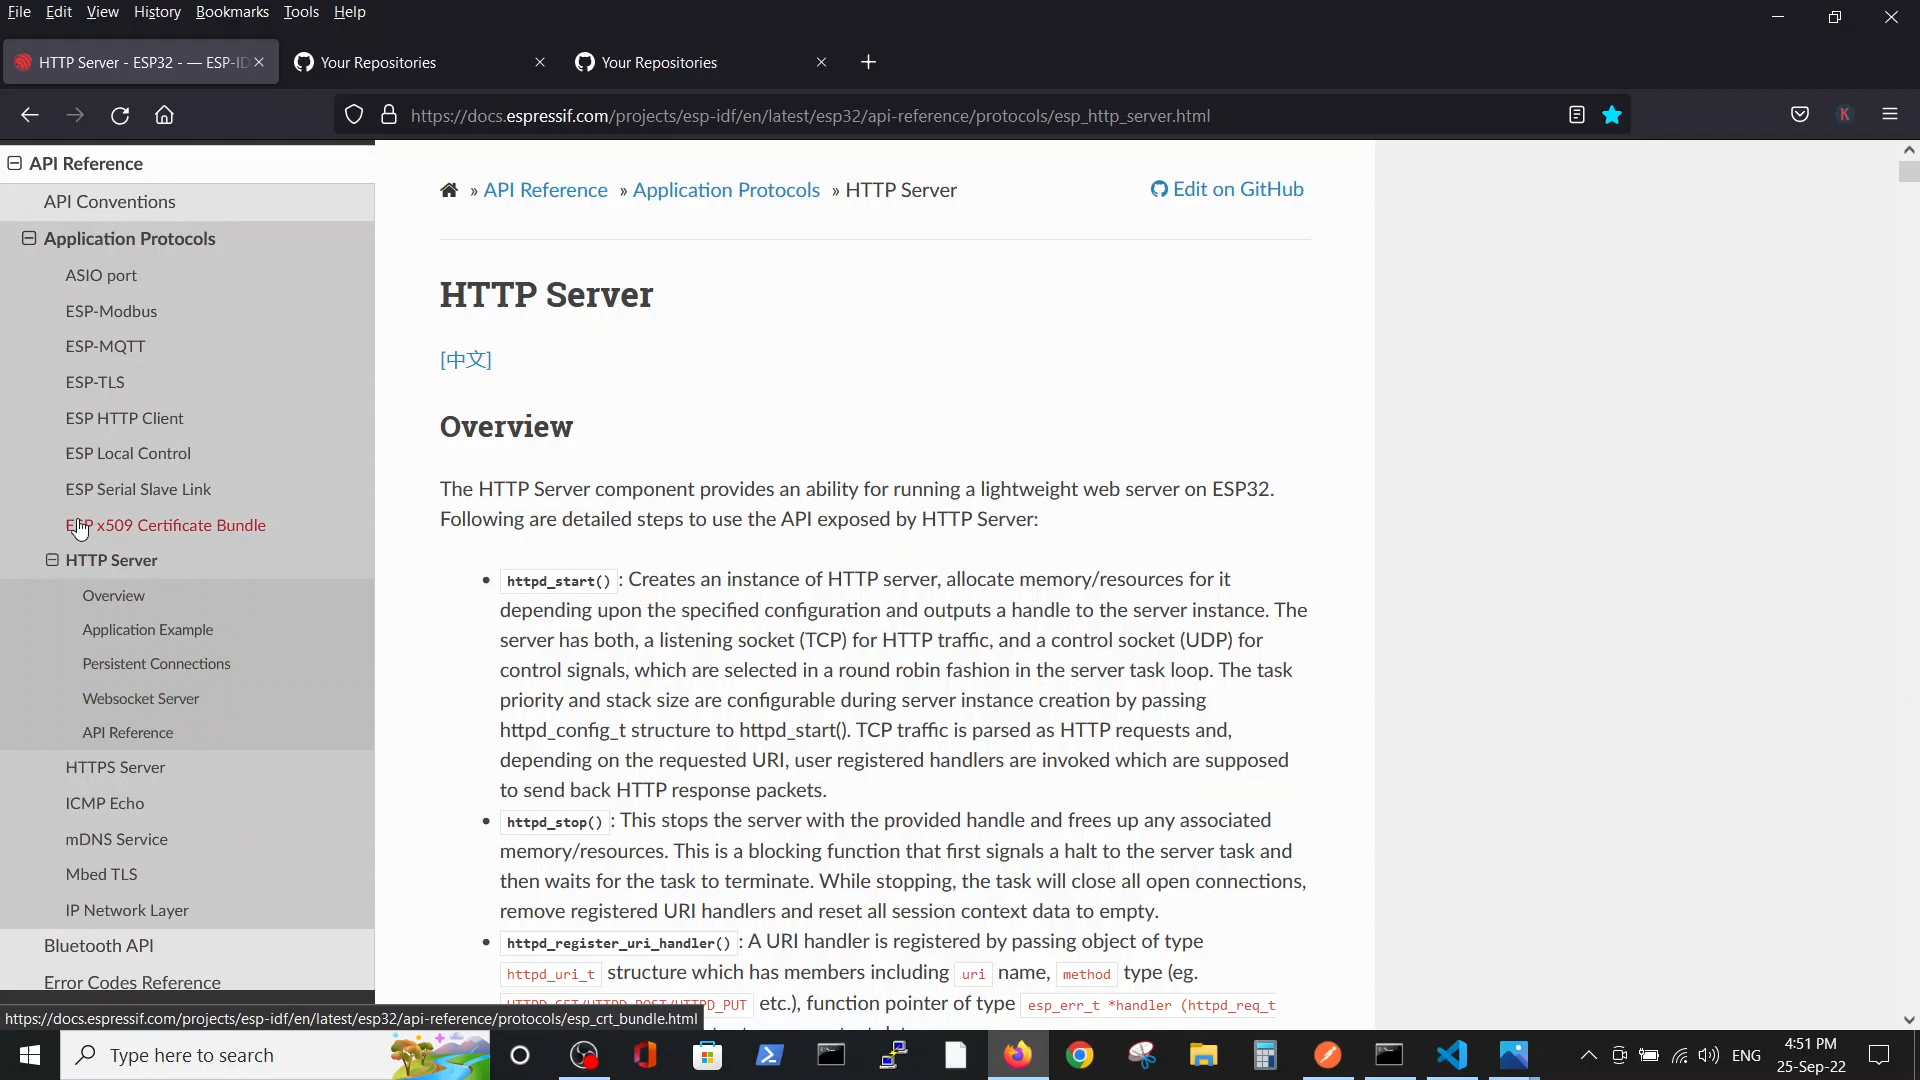 File Edit View History Bookmarks Tools Help
HTTP Server - ESP32 - — ESP-ID
Your Repositories
Your Repositories
https://docs.espressif.com/projects/esp-idf/en/latest/esp32/api-reference/protocols/esp_http_server.html
K
API Reference
API Conventions
Application Protocols
ASIO port
ESP-Modbus
ESP-MQTT
ESP-TLS
ESP HTTP Client
ESP Local Control
ESP Serial Slave Link
ESP x509 Certificate Bundle
HTTP Server
Overview
Application Example
Persistent Connections
Websocket Server
API Reference
HTTPS Server
ICMP Echo
mDNS Service
Mbed TLS
IP Network Layer
Bluetooth API
Error Codes Reference
» API Reference » Application Protocols » HTTP Server
Edit on GitHub
HTTP Server
[中文]
Overview
The HTTP Server component provides an ability for running a lightweight web server on ESP32.
Following are detailed steps to use the API exposed by HTTP Server:
• httpd_start() : Creates an instance of HTTP server, allocate memory/resources for it
depending upon the specified configuration and outputs a handle to the server instance. The
server has both, a listening socket (TCP) for HTTP traffic, and a control socket (UDP) for
control signals, which are selected in a round robin fashion in the server task loop. The task
priority and stack size are configurable during server instance creation by passing
httpd_config_t structure to httpd_start(). TCP traffic is parsed as HTTP requests and,
depending on the requested URI, user registered handlers are invoked which are supposed
to send back HTTP response packets.
• httpd_stop() : This stops the server with the provided handle and frees up any associated
memory/resources. This is a blocking function that first signals a halt to the server task and
then waits for the task to terminate. While stopping, the task will close all open connections,
remove registered URI handlers and reset all session context data to empty.
• httpd_register_uri_handler() : A URI handler is registered by passing object of type
httpd_uri_t structure which has members including uri name, method type (eg.
HTTPD_GET/HTTPD_POST/HTTPD_PUT etc.), function pointer of type esp_err_t *handler (httpd_req_t
https://docs.espressif.com/projects/esp-idf/en/latest/esp32/api-reference/protocols/esp_crt_bundle.html
Type here to search
ENG
4:51 PM
25-Sep-22